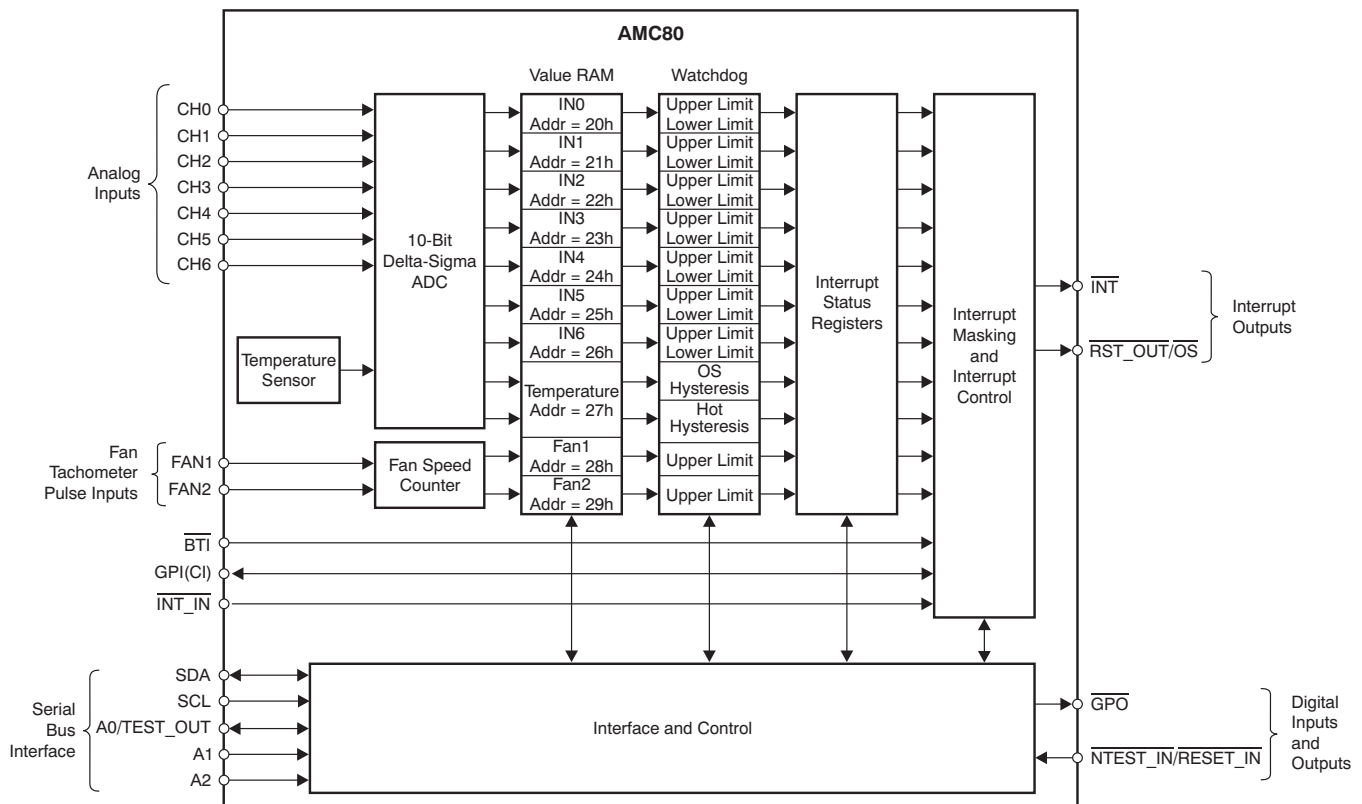 AMC80
Value RAM
Watchdog
Analog
Inputs
CH0
CH1
CH2
CH3
CH4
CH5
CH6
10-Bit
Delta-Sigma
ADC
Temperature
Sensor
IN0
Addr = 20h
IN1
Addr = 21h
IN2
Addr = 22h
IN3
Addr = 23h
IN4
Addr = 24h
IN5
Addr = 25h
IN6
Addr = 26h
Temperature
Addr = 27h
Fan1
Addr = 28h
Fan2
Addr = 29h
Upper Limit
Lower Limit
Upper Limit
Lower Limit
Upper Limit
Lower Limit
Upper Limit
Lower Limit
Upper Limit
Lower Limit
Upper Limit
Lower Limit
Upper Limit
Lower Limit
OS
Hysteresis
Hot
Hysteresis
Upper Limit
Upper Limit
Interrupt
Status
Registers
Interrupt
Masking
and
Interrupt
Control
INT
RST_OUT/OS
Interrupt
Outputs
Fan
Tachometer
Pulse Inputs
FAN1
FAN2
Fan Speed
Counter
BTI
GPI(CI)
INT_IN
Serial
Bus
Interface
SDA
SCL
A0/TEST_OUT
A1
A2
Interface and Control
GPO
NTEST_IN/RESET_IN
Digital
Inputs
and
Outputs